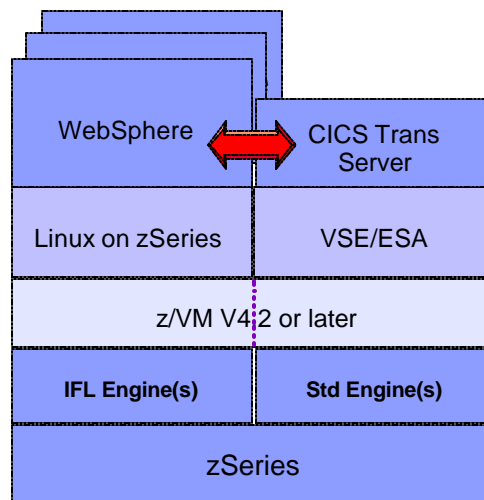 WebSphere
CICS Trans
Server
Linux on zSeries
VSE/ESA
z/VM V4.2 or later
IFL Engine(s)
Std Engine(s)
zSeries